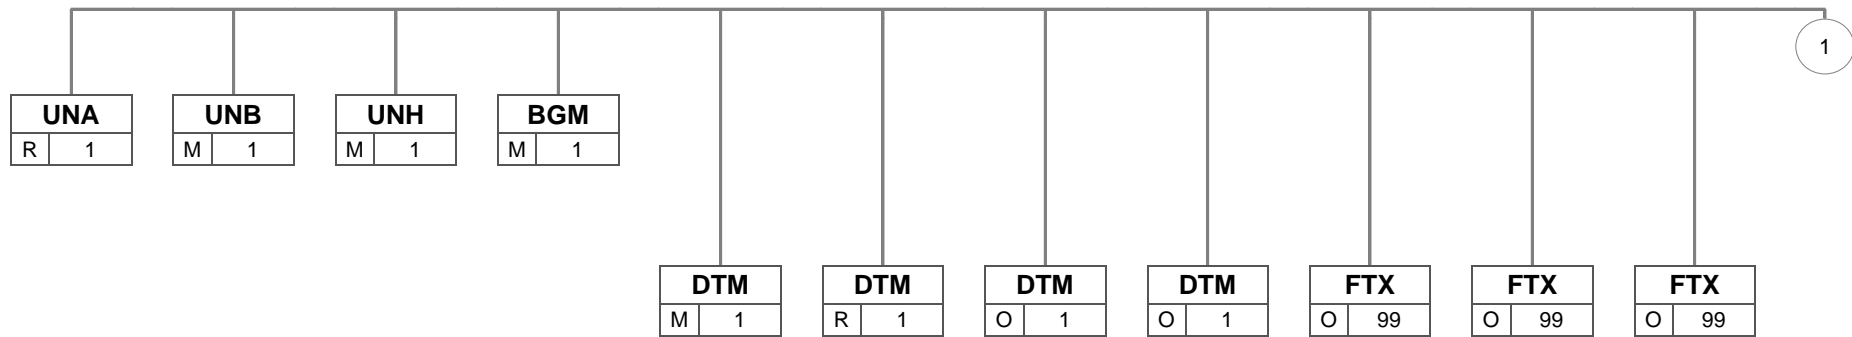 1
UNA UNB UNH BGM
R 1 M 1 M 1 M 1
DTM DTM DTM DTM FTX FTX FTX
M 1 R 1 O 1 O 1 O 99 O 99 O 99